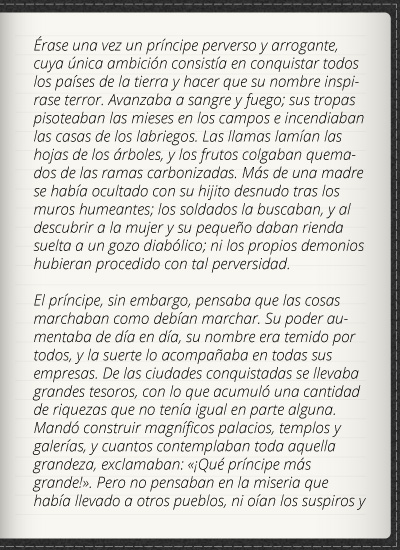 Érase una vez un príncipe perverso y arrogante,
cuya única ambición consistía en conquistar todos
los países de la tierra y hacer que su nombre inspi-
rase terror. Avanzaba a sangre y fuego; sus tropas
pisoteaban las mieses en los campos e incendiaban
las casas de los labriegos. Las llamas lamían las
hojas de los árboles, y los frutos colgaban quema-
dos de las ramas carbonizadas. Más de una madre
se había ocultado con su hijito desnudo tras los
muros humeantes; los soldados la buscaban, y al
descubrir a la mujer y su pequeño daban rienda
suelta a un gozo diabólico; ni los propios demonios
hubieran procedido con tal perversidad.

El príncipe, sin embargo, pensaba que las cosas
marchaban como debían marchar. Su poder au-
mentaba de día en día, su nombre era temido por
todos, y la suerte lo acompañaba en todas sus
empresas. De las ciudades conquistadas se llevaba
grandes tesoros, con lo que acumuló una cantidad
de riquezas que no tenía igual en parte alguna.
Mandó construir magníficos palacios, templos y
galerías, y cuantos contemplaban toda aquella
grandeza, exclamaban: «¡Qué príncipe más
grande!». Pero no pensaban en la miseria que
había llevado a otros pueblos, ni oían los suspiros y